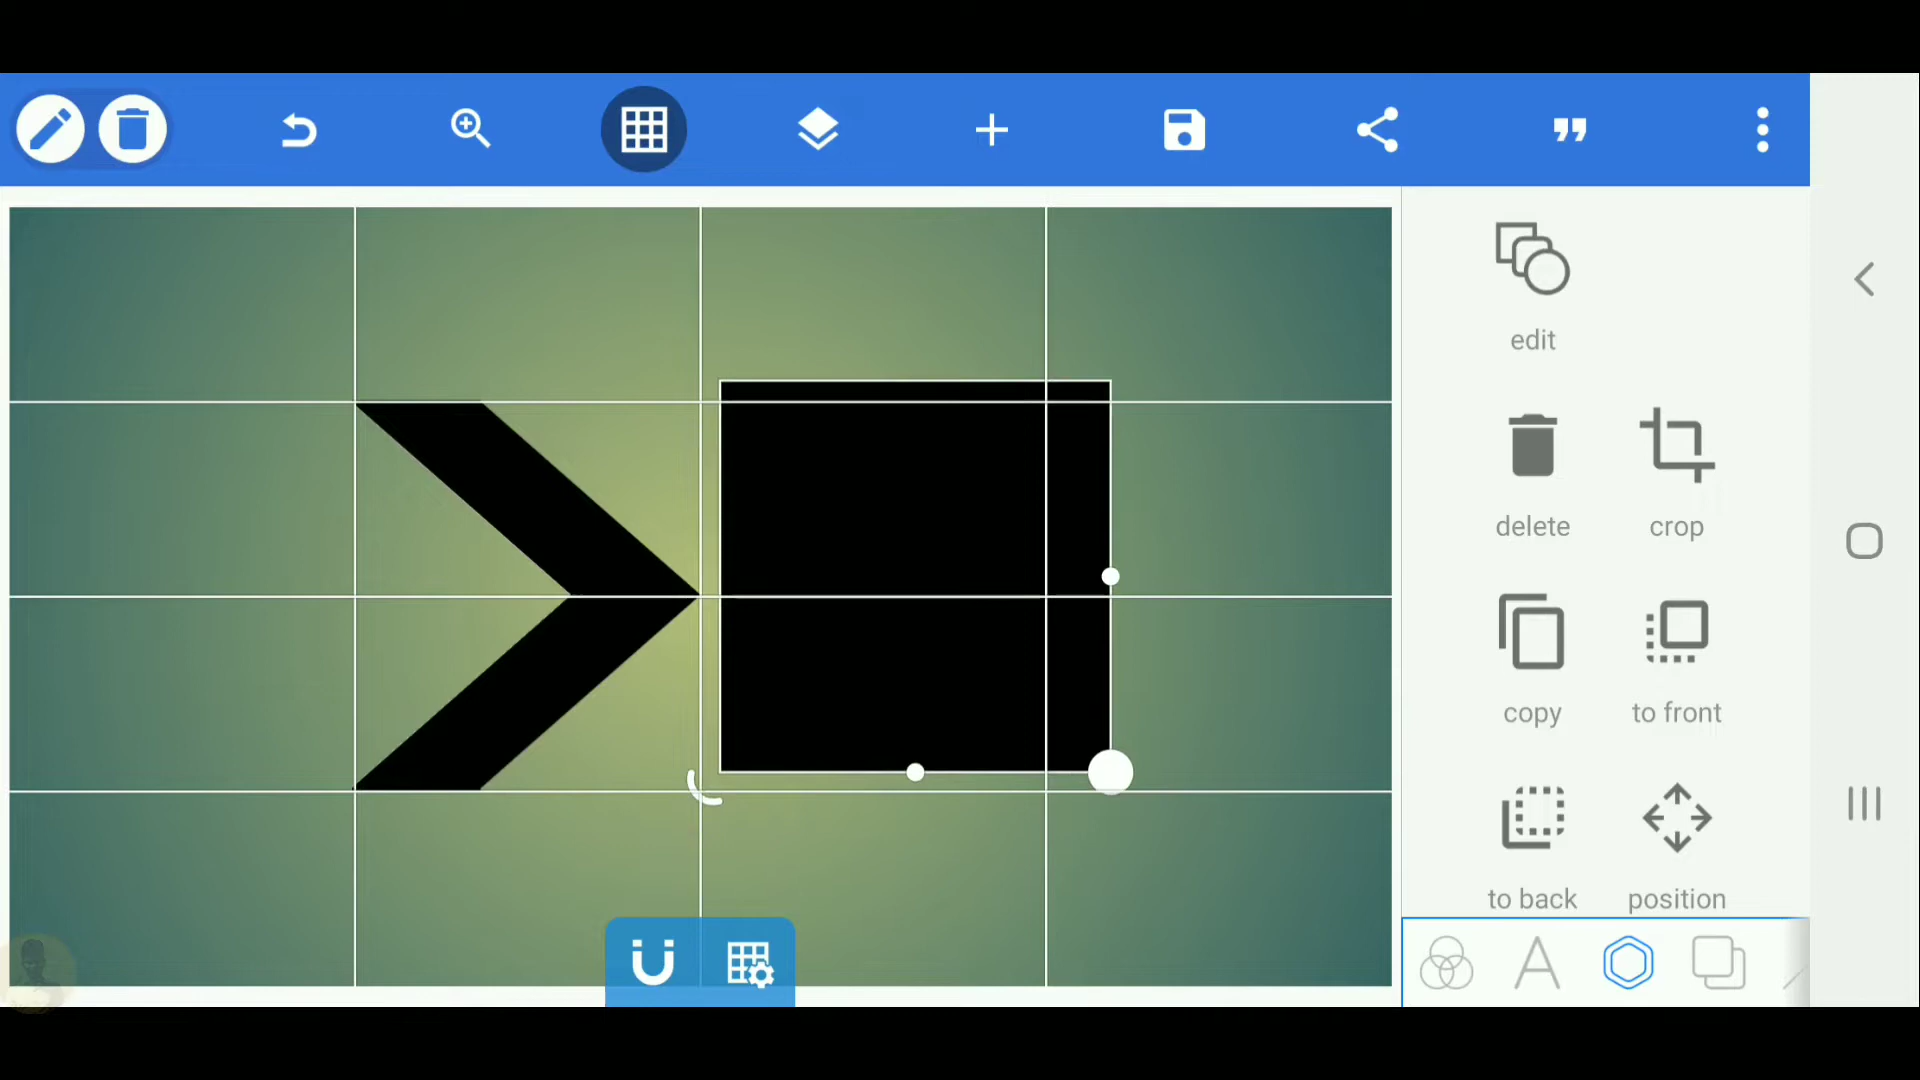 edit
delete
crop
copy
to front
to back
position